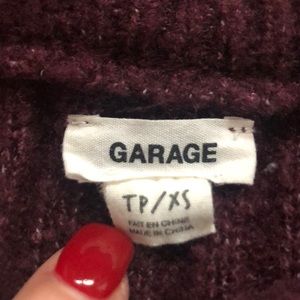 GARAGE
TP/XS
FAIT EN CHINE
MADE IN CHINA